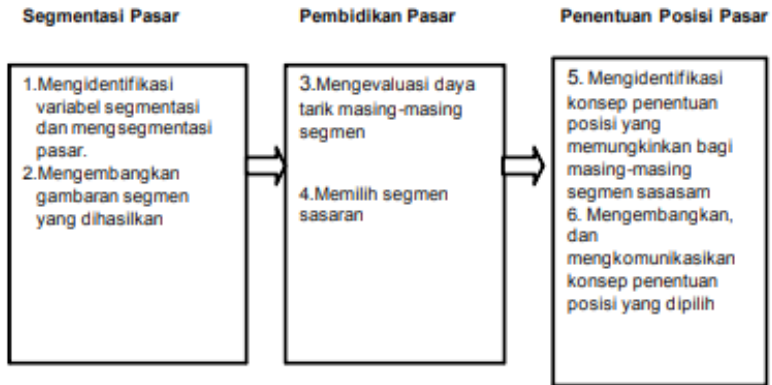 Segmentasi Pasar
1.Mengidentifikasi
variabel segmentasi
dan mengsegmentasi
pasar.
2.Mengembangkan
gambaran segmen
yang dihasilkan
Pembidikan Pasar
3.Mengevaluasi daya
tarik masing-masing
segmen
4.Memilih segmen
sasaran
Penentuan Posisi Pasar
5. Mengidentifikasi
konsep penentuan
posisi yang
memungkinkan bagi
masing-masing
segmen sasasam
6. Mengembangkan,
dan
mengkomunikasikan
konsep penentuan
posisi yang dipilih